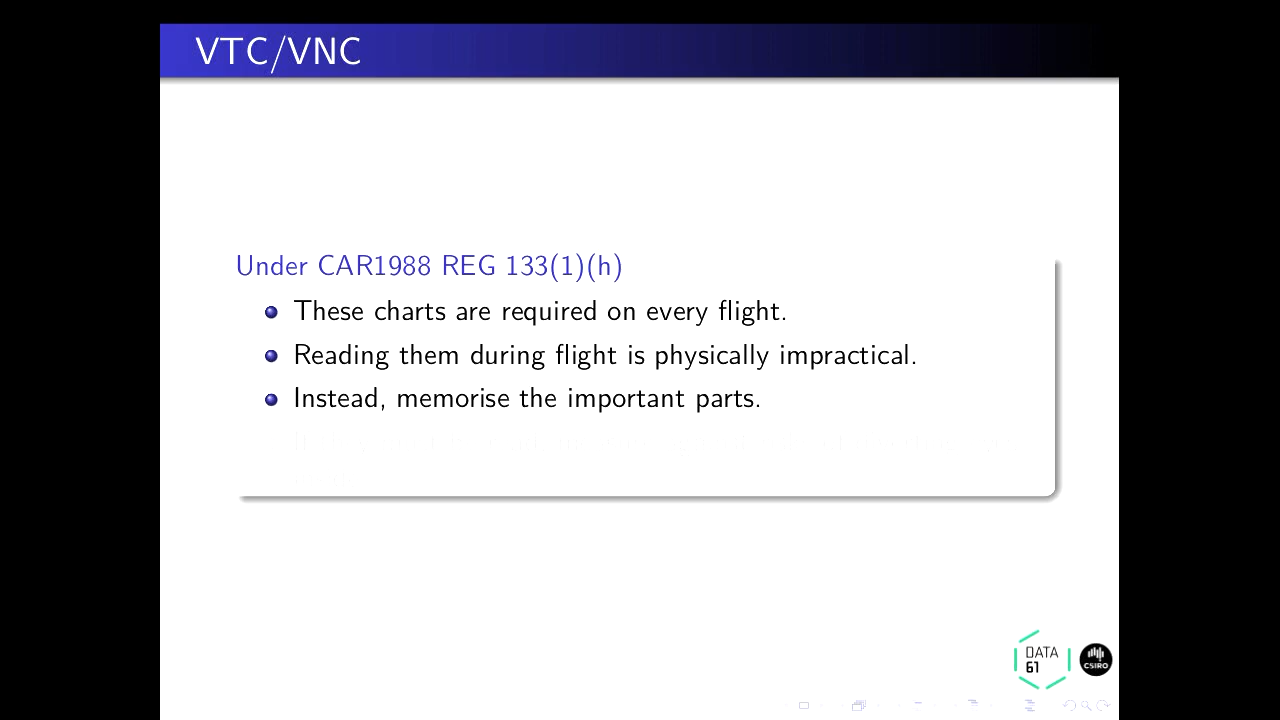 VTC/VNC
Under CAR1988 REG 133(1)(h)
These charts are required on every flight.
Reading them during flight is physically impractical.
Instead, memorise the important parts.
DATA
61
CSIRO